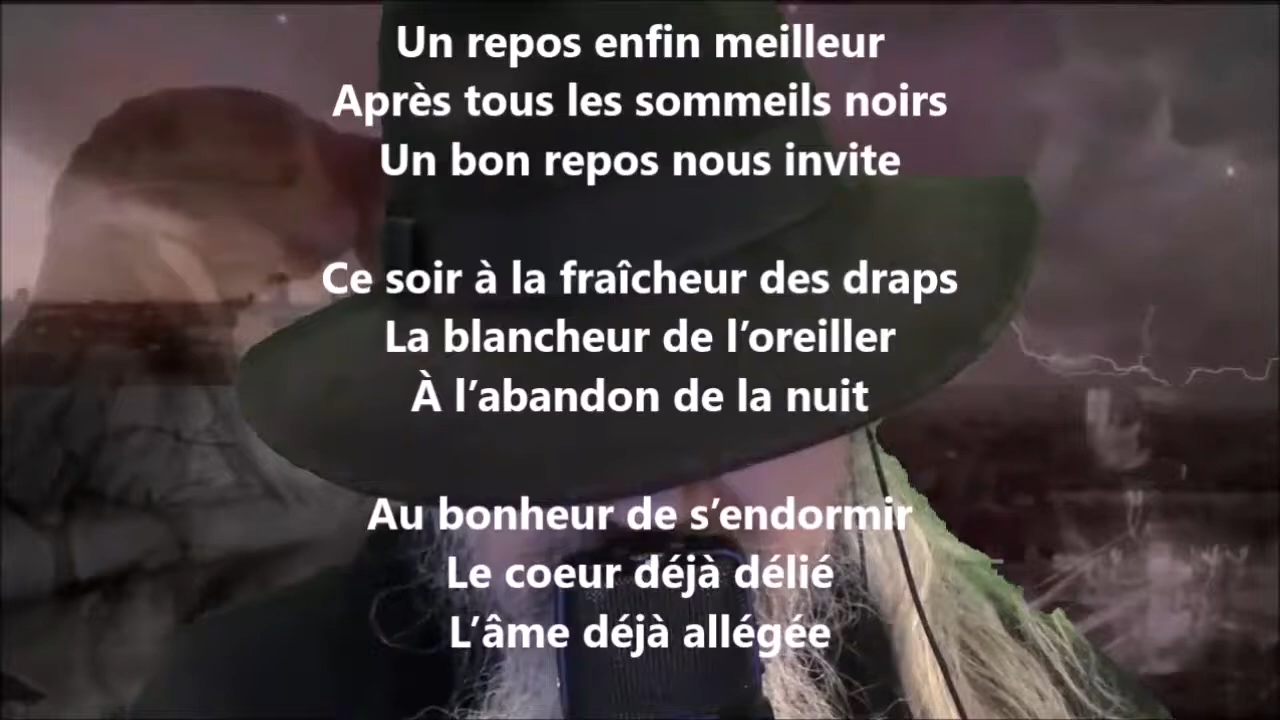 Un repos enfin meilleur
Après tous les sommeils noirs
Un bon repos nous invite
Ce soir à la fraîcheur des draps
La blancheur de l’oreiller
À l’abandon de la nuit
Au bonheur de s’endormir
Le coeur déjà délié
L’âme déjà allégée